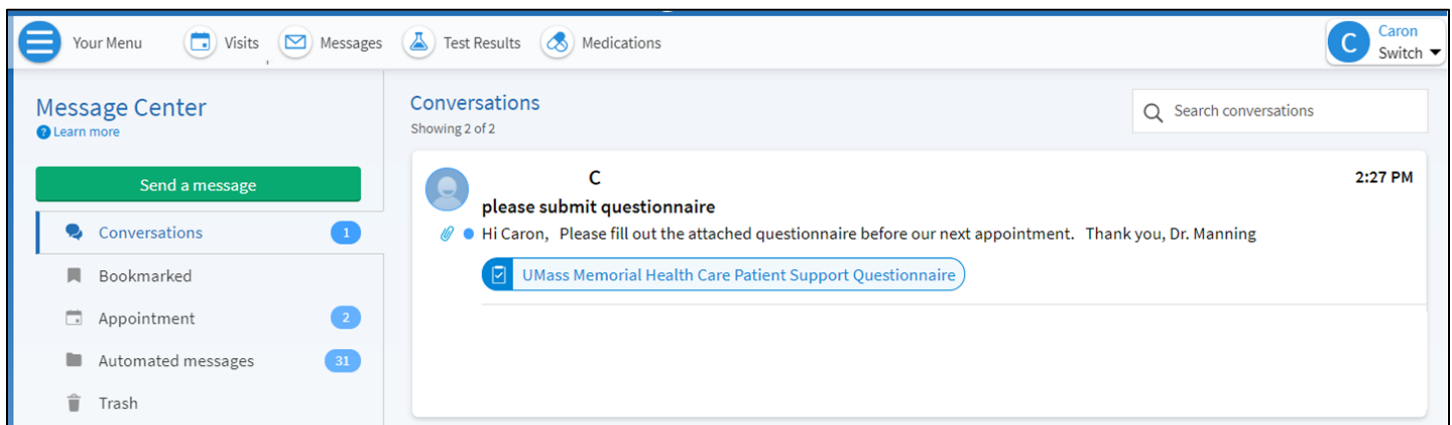 Your Menu
Visits
Messages
Test Results
Medications
C
Caron
Switch
Message Center
? Learn more
Send a message
Conversations 1
Bookmarked
Appointment 2
Automated messages 31
Trash
Conversations
Showing 2 of 2
Search conversations
C 2:27 PM
please submit questionnaire
Hi Caron, Please fill out the attached questionnaire before our next appointment. Thank you, Dr. Manning
UMass Memorial Health Care Patient Support Questionnaire